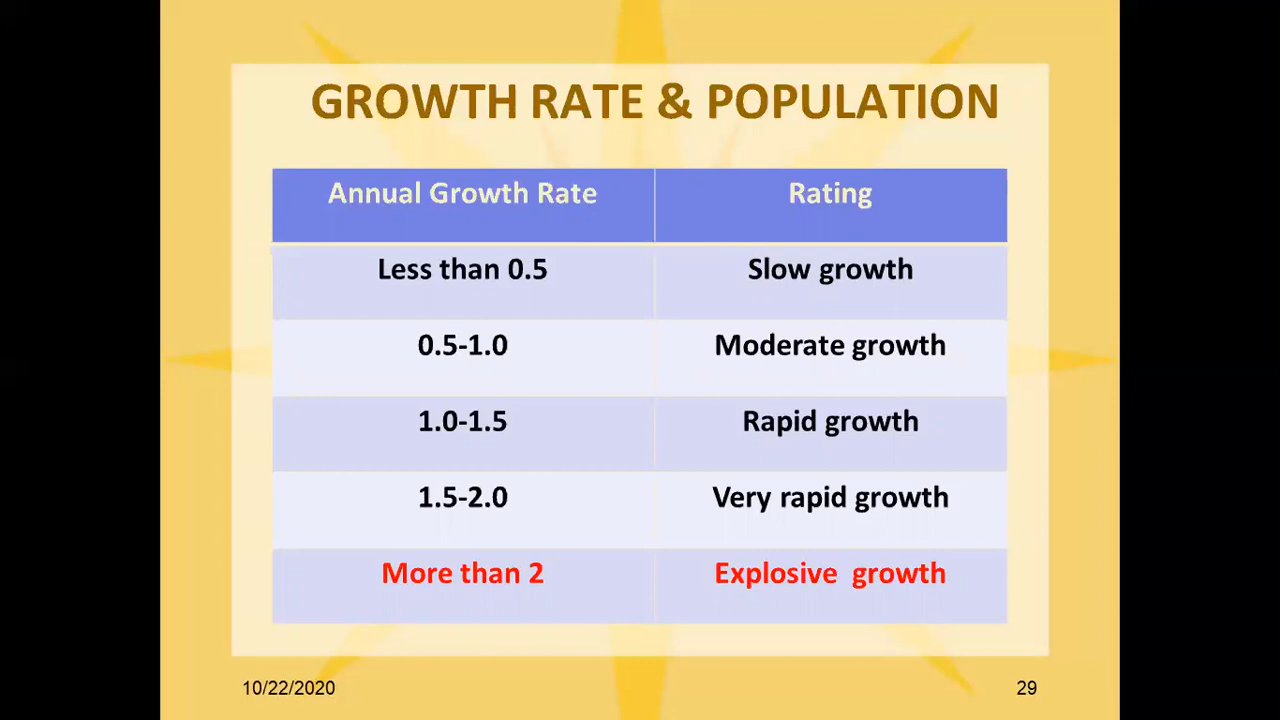 GROWTH RATE & POPULATION
Annual Growth Rate Rating
Less than 0.5 Slow growth
0.5-1.0 Moderate growth
1.0-1.5 Rapid growth
1.5-2.0 Very rapid growth
More than 2 Explosive growth
10/22/2020 29